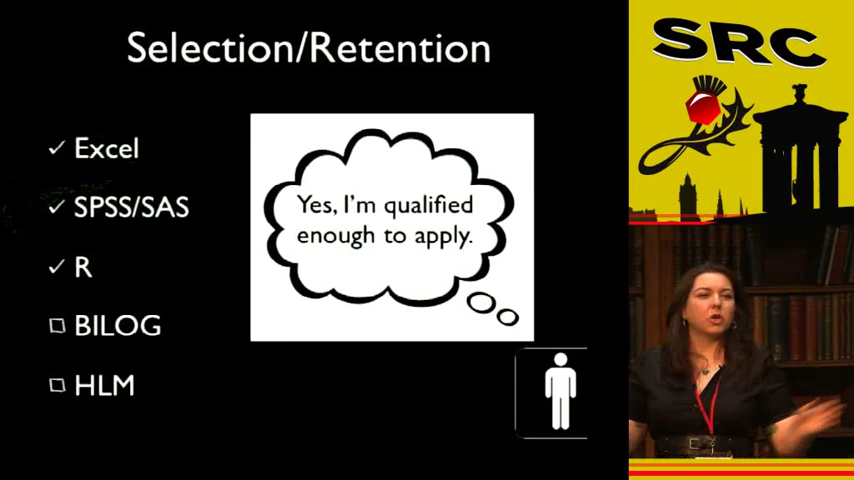 Selection/Retention
SRC
✓ Excel
✓ SPSS/SAS
✓ R
☐ BILOG
☐ HLM
Yes, I'm qualified
enough to apply.